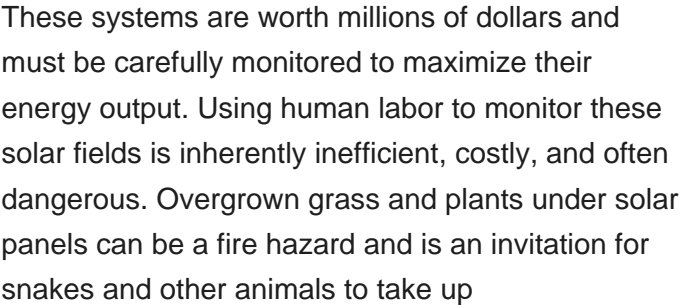 These systems are worth millions of dollars and
must be carefully monitored to maximize their
energy output. Using human labor to monitor these
solar fields is inherently inefficient, costly, and often
dangerous. Overgrown grass and plants under solar
panels can be a fire hazard and is an invitation for
snakes and other animals to take up